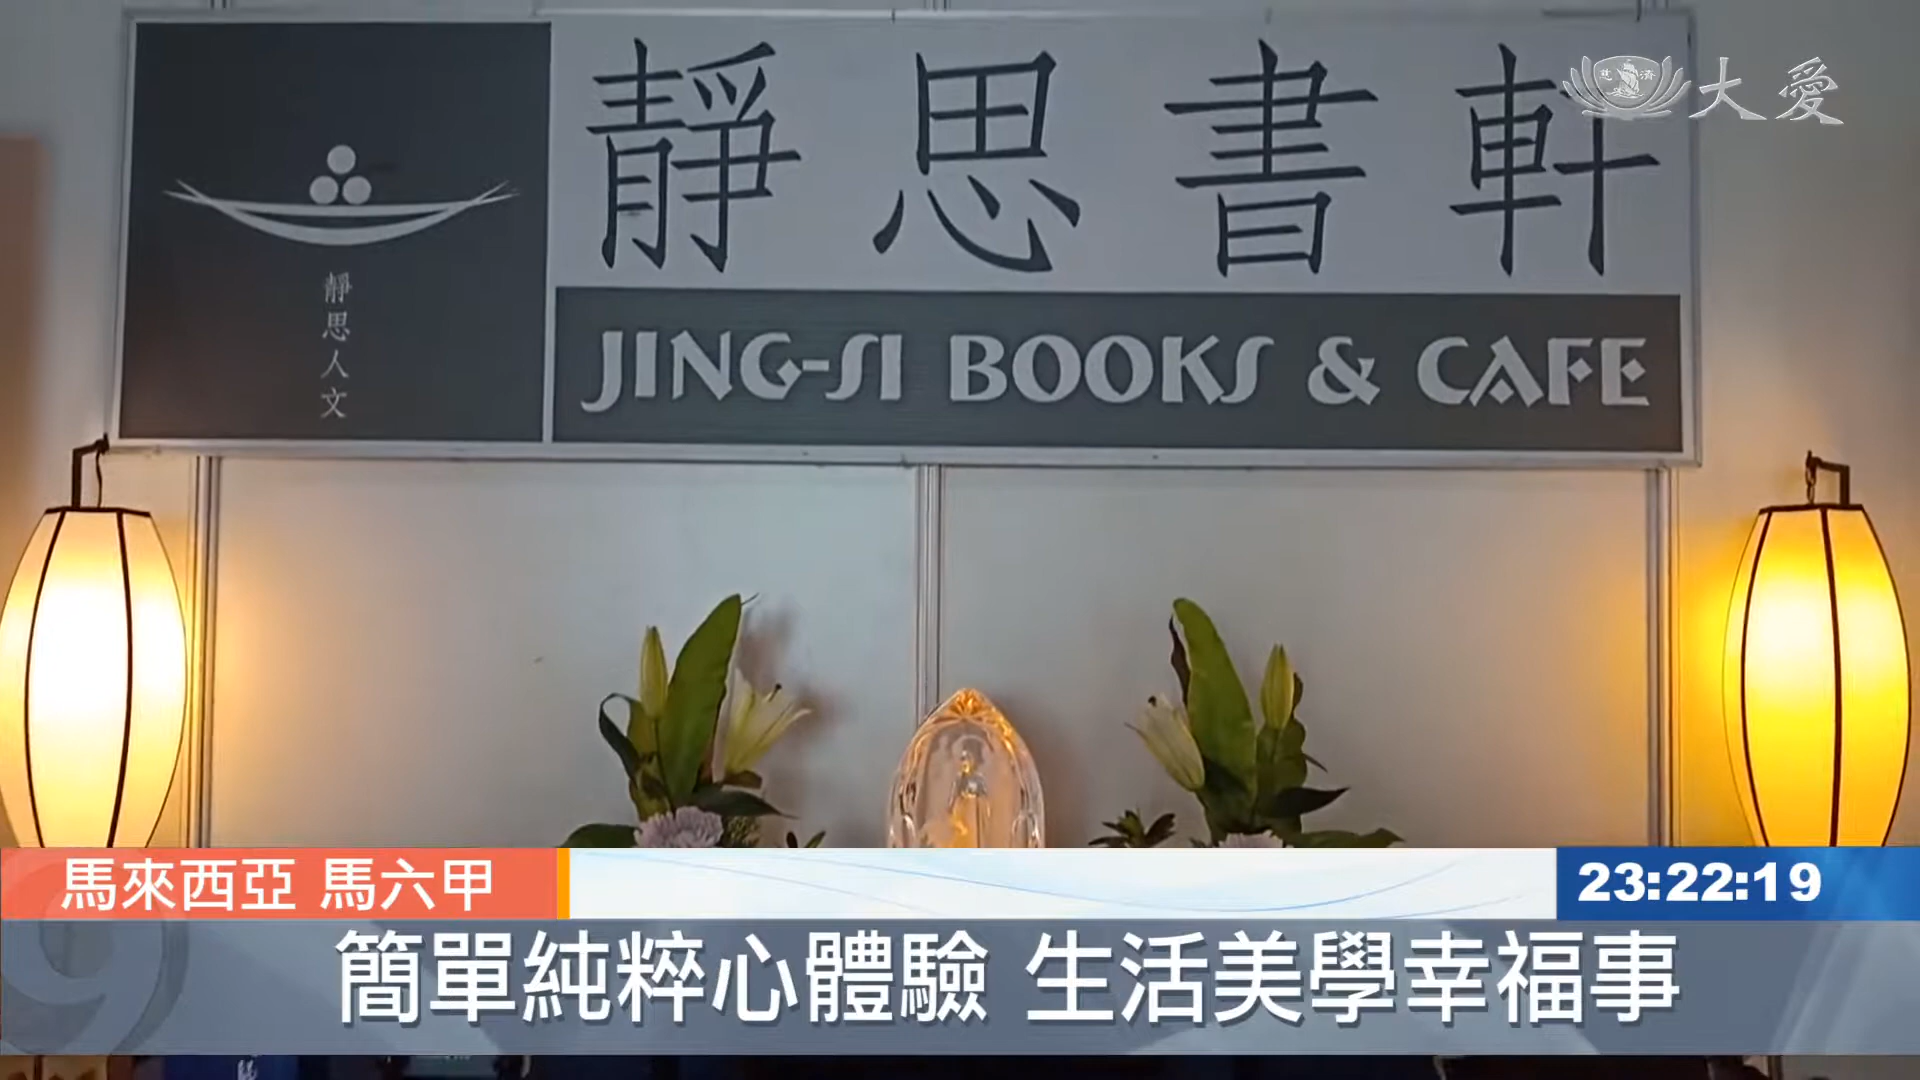 靜思書軒
大愛
慈濟
靜思人文
JING-SI BOOKS & CAFE
馬來西亞 馬六甲
23:22:19
簡單純粹心體驗 生活美學幸福事